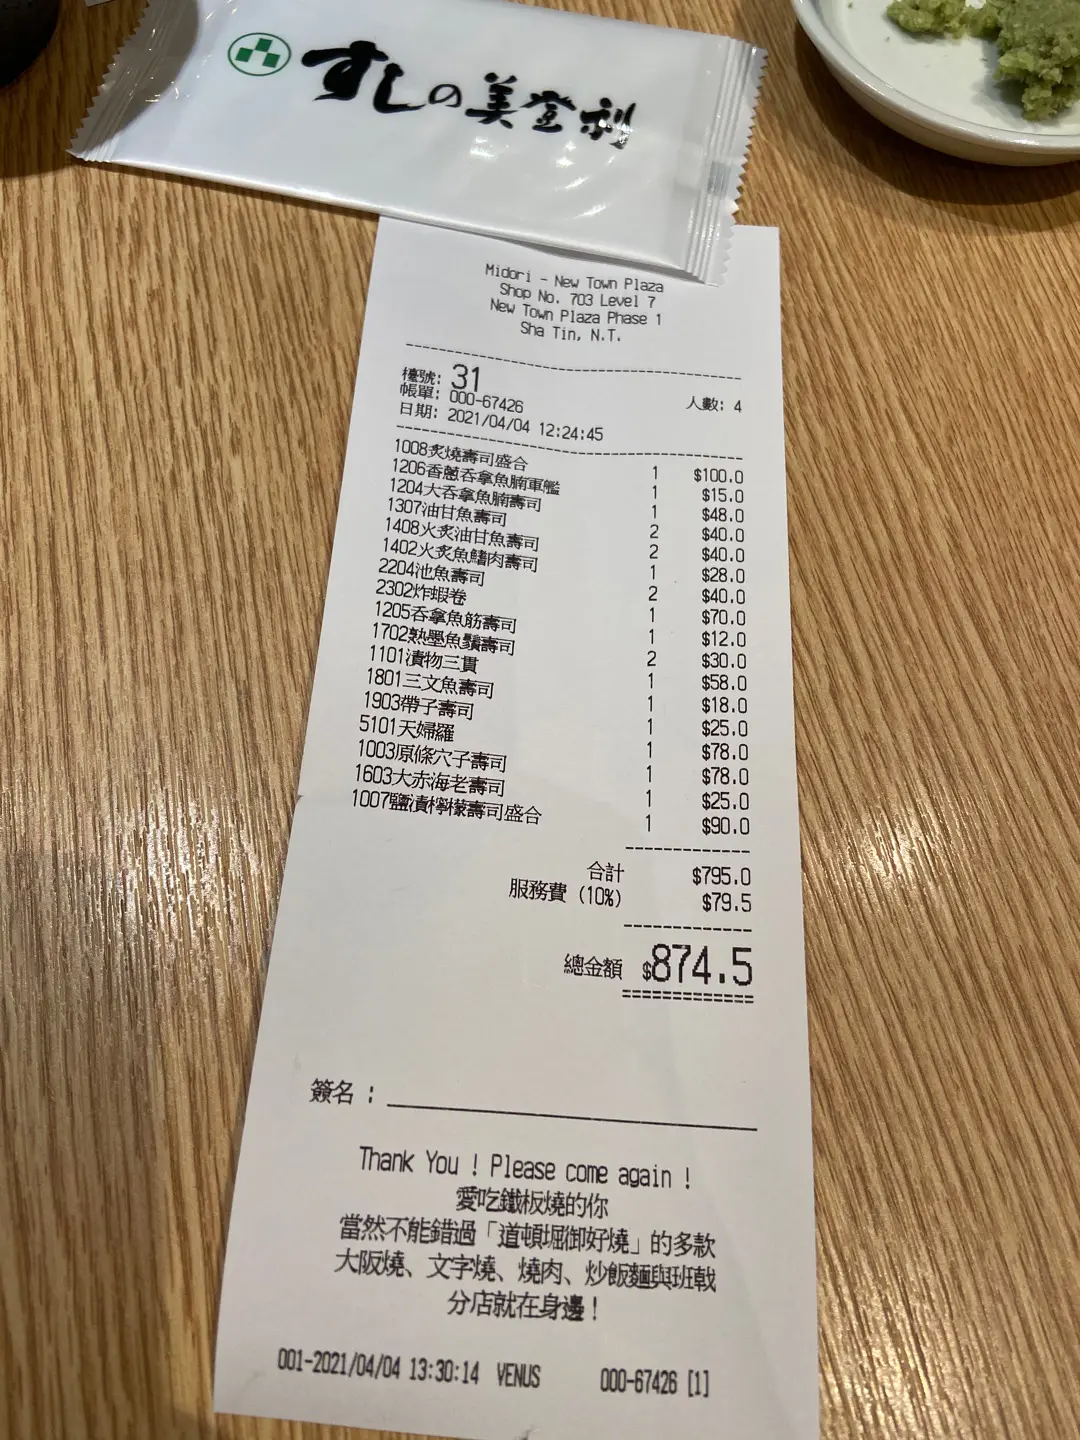 すしの美登利
Midori - New Town Plaza
Shop No. 703 Level 7
New Town Plaza Phase 1
Sha Tin, N.T.
檯號: 31
人數: 4
帳單: 000-67426
日期: 2021/04/04 12:24:45
1008炙燒壽司盛合 1 $100.0
1206香蔥吞拿魚腩軍艦 1 $15.0
1204大吞拿魚腩壽司 1 $48.0
1307油甘魚壽司 2 $40.0
1408火炙油甘魚壽司 2 $40.0
1402火炙魚鰭肉壽司 1 $28.0
2204池魚壽司 2 $40.0
2302炸蝦卷 1 $70.0
1205吞拿魚筋壽司 1 $12.0
1702熟墨魚鬚壽司 2 $30.0
1101漬物三貫 1 $58.0
1801三文魚壽司 1 $18.0
1903帶子壽司 1 $25.0
5101天婦羅 1 $78.0
1003原條穴子壽司 1 $78.0
1603大赤海老壽司 1 $25.0
1007鹽漬檸檬壽司盛合 1 $90.0
合計 $795.0
服務費 (10%) $79.5
總金額 $874.5
簽名 :
Thank You ! Please come again !
愛吃鐵板燒的你
當然不能錯過「道頓堀御好燒」的多款
大阪燒、文字燒、燒肉、炒飯麵與班戟
分店就在身邊！
001-2021/04/04 13:30:14 VENUS 000-67426 [1]